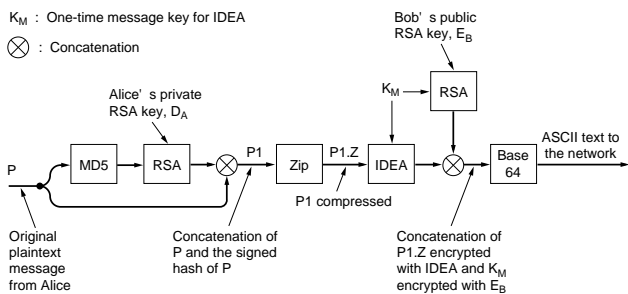 K_M : One-time message key for IDEA
: Concatenation
Bob's public
RSA key, E_B
Alice's private
RSA key, D_A
K_M
RSA
P
MD5
RSA
P1
Zip
P1.Z
IDEA
Base
64
ASCII text to
the network
P1 compressed
Original
plaintext
message
from Alice
Concatenation of
P and the signed
hash of P
Concatenation of
P1.Z encrypted
with IDEA and K_M
encrypted with E_B